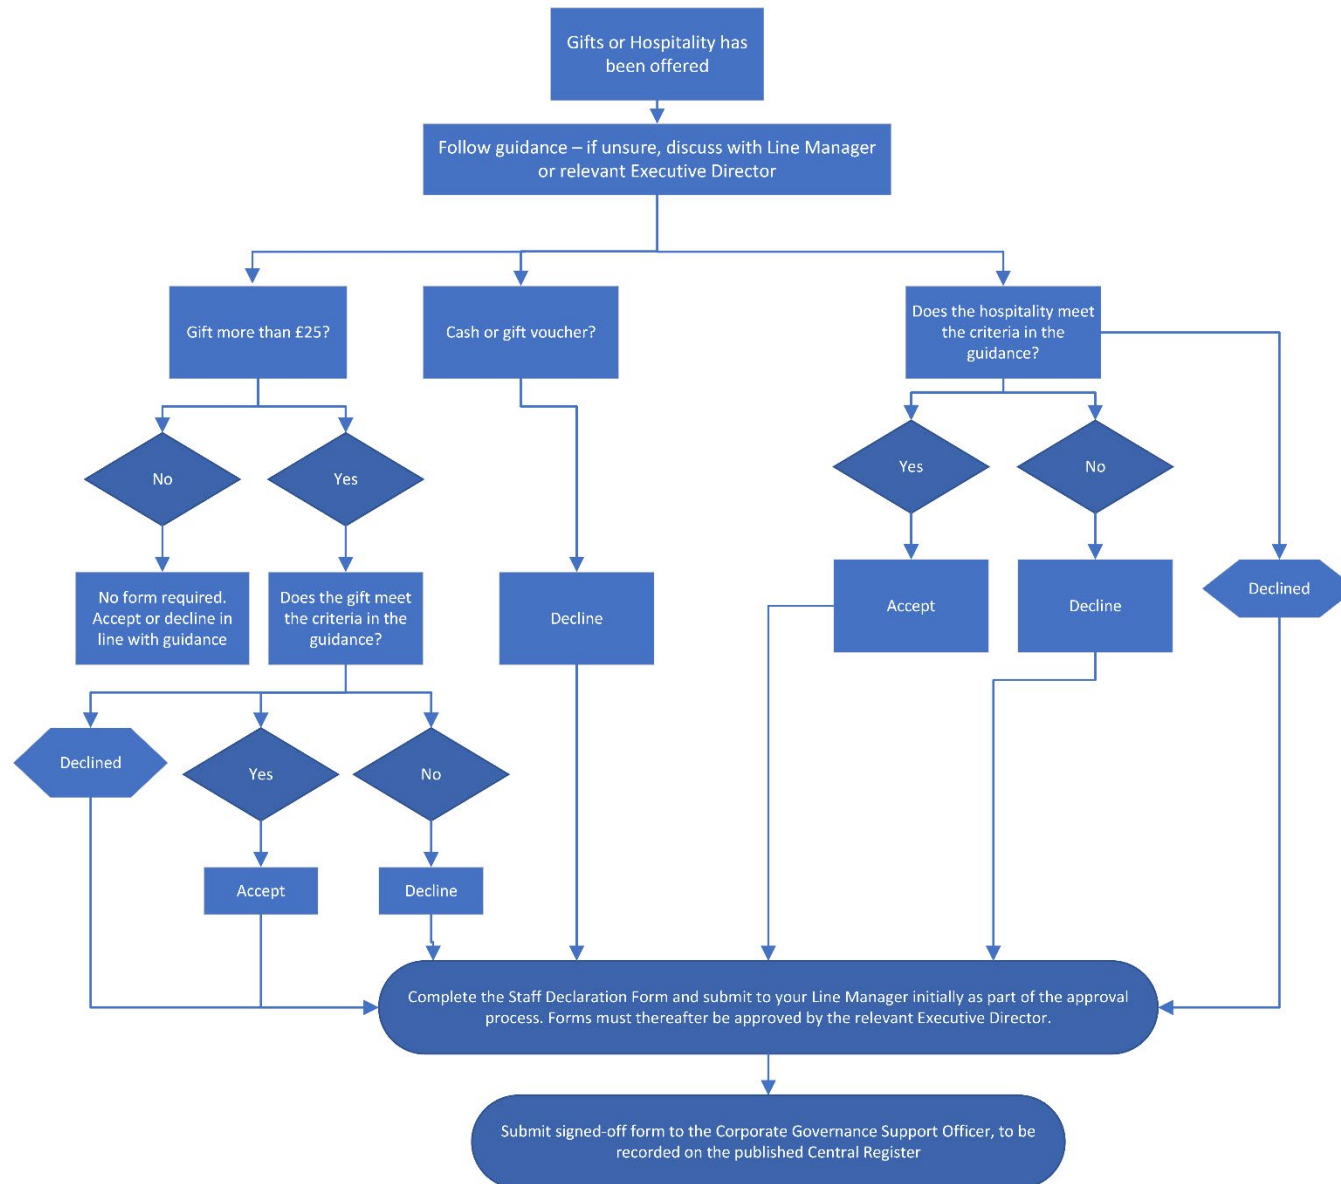 Gifts or Hospitality has
been offered
Follow guidance – if unsure, discuss with Line Manager
or relevant Executive Director
Gift more than £25?
Cash or gift voucher?
Does the hospitality meet
the criteria in the
guidance?
No
Yes
Yes
No
No form required.
Accept or decline in
line with guidance
Does the gift meet
the criteria in the
guidance?
Decline
Accept
Decline
Declined
Declined
Yes
No
Accept
Decline
Complete the Staff Declaration Form and submit to your Line Manager initially as part of the approval
process. Forms must thereafter be approved by the relevant Executive Director.
Submit signed-off form to the Corporate Governance Support Officer, to be
recorded on the published Central Register